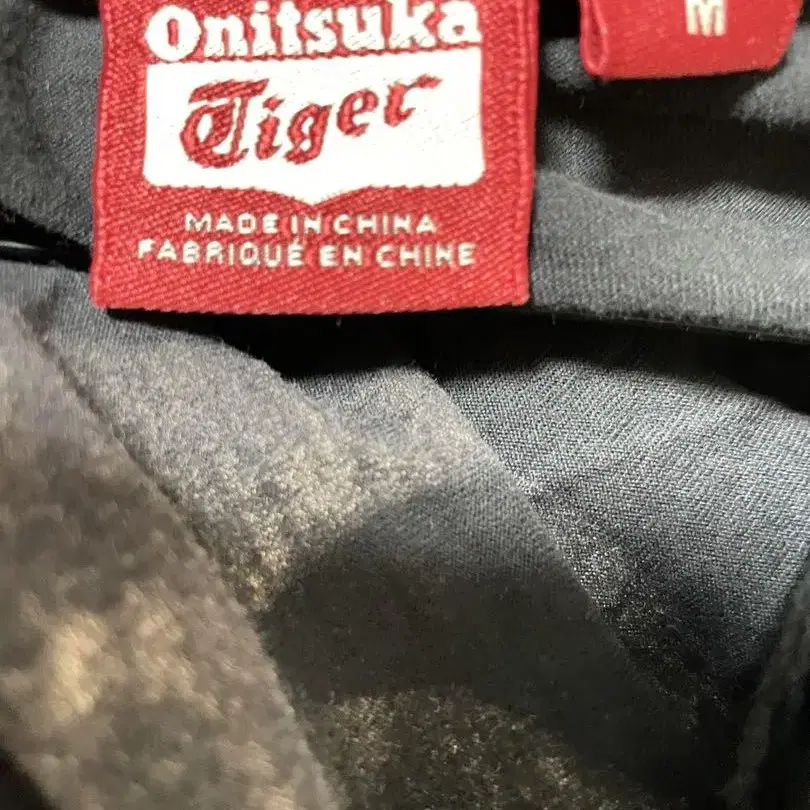 Onitsuka
Tiger
MADE IN CHINA
FABRIQUÉ EN CHINE
M